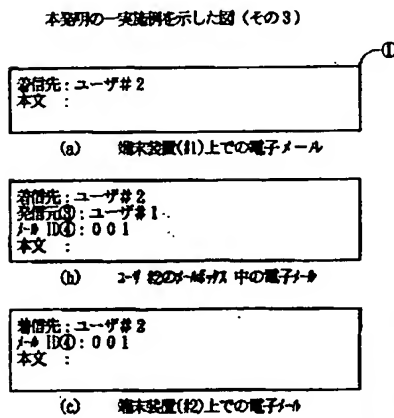 本発明の一実施例を示した図(その3)
①
着信先:ユーザ#2
本文 :
(a) 端末装置(#1)上での電子メール
着信先:ユーザ#2
発信元③:ユーザ#1
メール ID④:001
本文 :
(b) ユーザ #2のメールボックス 中の電子メール
着信先:ユーザ#2
メール ID④:001
本文 :
(c) 端末装置(#2)上での電子メール